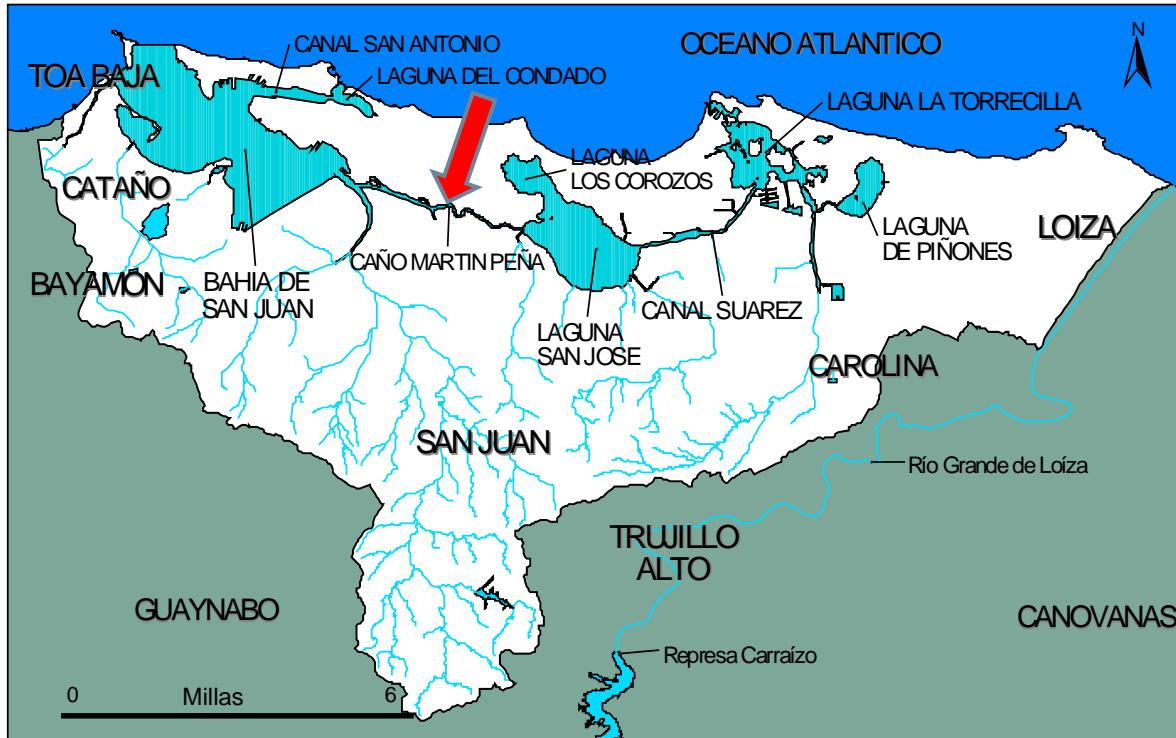 CANAL SAN ANTONIO
OCEANO ATLANTICO
N
TOA BAJA
LAGUNA DEL CONDADO
LAGUNA LA TORRECILLA
LAGUNA
LOS COROZOS
CATAÑO
LOIZA
LAGUNA
DE PIÑONES
CAÑO MARTIN PEÑA
BAYAMÓN
BAHIA DE
SAN JUAN
CANAL SUAREZ
LAGUNA
SAN JOSE
CAROLINA
SAN JUAN
Río Grande de Loíza
TRUJILLO
ALTO
GUAYNABO
CANOVANAS
Represa Carraízo
0 Millas 6